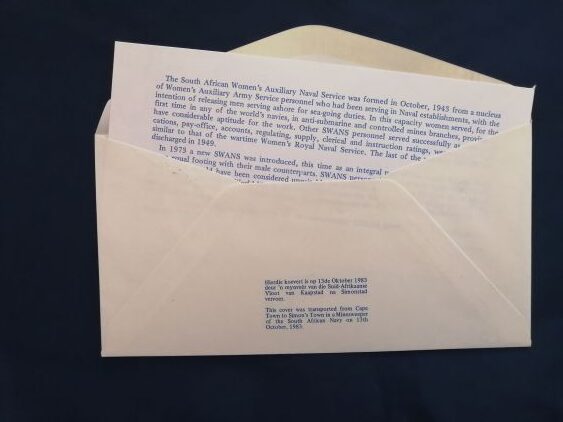 The South African Women's Auxiliary Naval Service was formed in October, 1943 from a nucleus
of Women's Auxiliary Army Service personnel who had been serving in Naval establishments, with the
intention of releasing men serving ashore for sea-going duties. In this capacity women served, for the
first time in any of the world's navies, in anti-submarine and controlled mines branches,
have considerable aptitude for the work. Other SWANS personnel served successfully
cations, pay-office, accounts, regulating, supply, clerical and instruction ratings,
similar to that of the wartime Women's Royal Naval Service. The last of the
discharged in 1949.
In 1973 a new SWANS was introduced, this time as an integral
equal footing with their male counterparts. SWANS
have been considered
Hierdie koevert is op 13de Oktober 1983
deur 'n myveër van die Suid-Afrikaanse
Vloot van Kaapstad na Simonstad
vervoer.
This cover was transported from Cape
Town to Simon's Town in a Minesweeper
of the South African Navy on 13th
October, 1983.